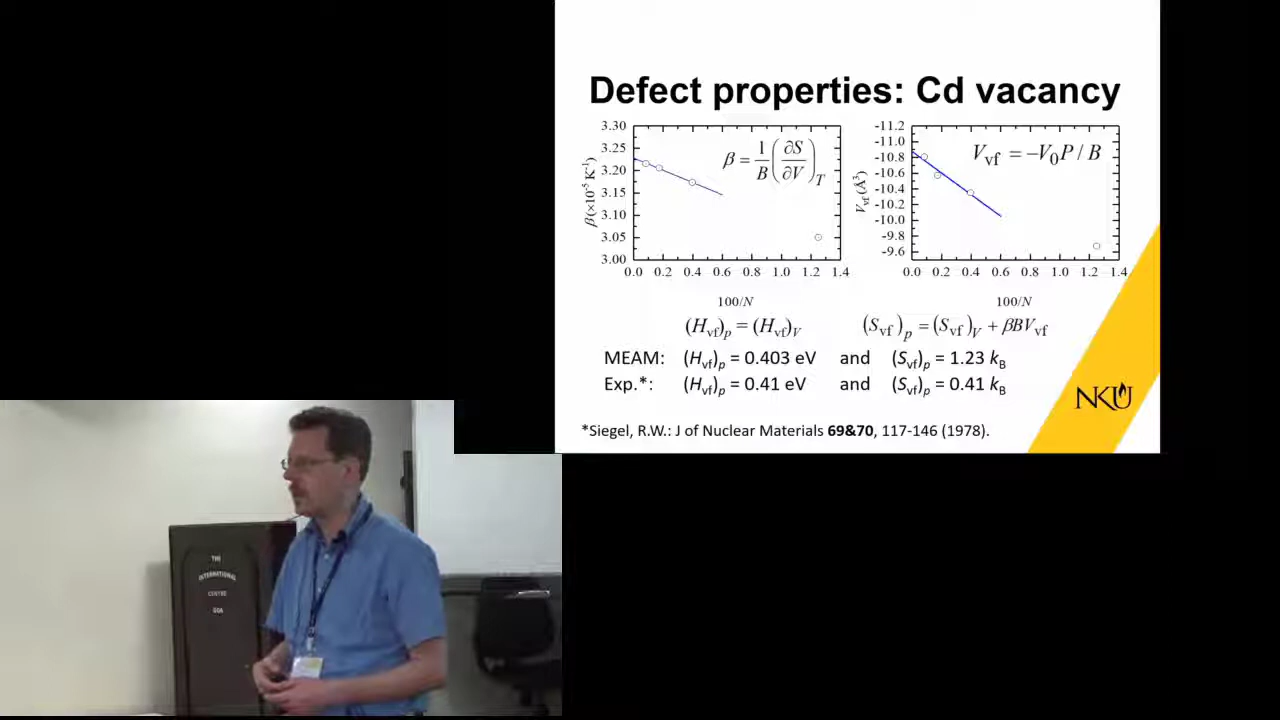 Defect properties: Cd vacancy
3.30
3.25
3.20
3.15
3.10
3.05
3.00
β (×10⁻⁵ K⁻¹)
β = 1/B (∂S/∂V)_T
0.0 0.2 0.4 0.6 0.8 1.0 1.2 1.4
100/N
-11.2
-11.0
-10.8
-10.6
-10.4
-10.2
-10.0
-9.8
-9.6
V_vf (Å³)
V_vf = −V₀P / B
0.0 0.2 0.4 0.6 0.8 1.0 1.2 1.4
100/N
(H_vf)_p = (H_vf)_V
(S_vf)_p = (S_vf)_V + βBV_vf
MEAM: (H_vf)_p = 0.403 eV and (S_vf)_p = 1.23 k_B
Exp.*: (H_vf)_p = 0.41 eV and (S_vf)_p = 0.41 k_B
NKU
*Siegel, R.W.: J of Nuclear Materials 69&70, 117-146 (1978).
THE
INTERNATIONAL
CENTRE
GOA